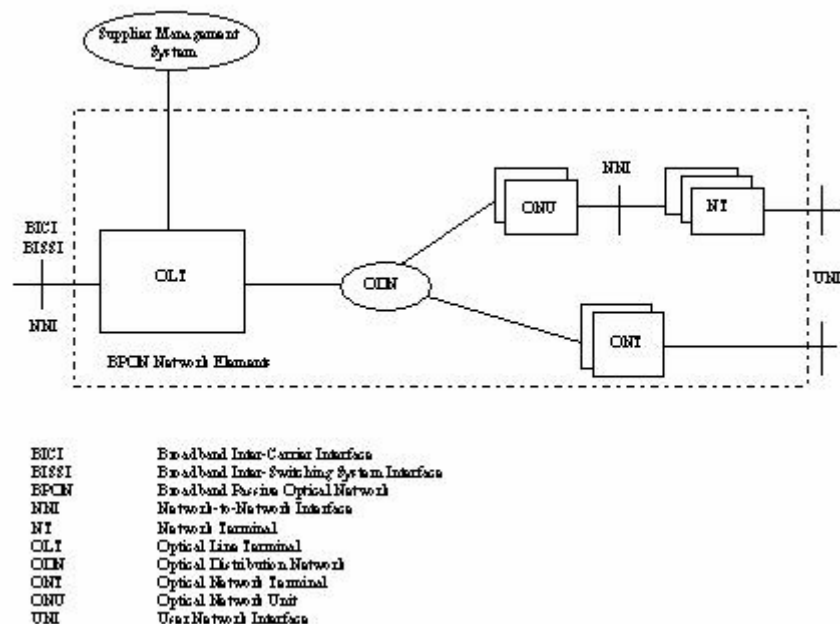 Supplier Management
System
NNI
ONU
NT
BICI
BISSI
OLT
ODN
UNI
NNI
ONT
BPON Network Elements
BICI Broadband Inter-Carrier Interface
BISSI Broadband Inter-Switching System Interface
BPON Broadband Passive Optical Network
NNI Network-to-Network Interface
NT Network Terminal
OLT Optical Line Terminal
ODN Optical Distribution Network
ONT Optical Network Terminal
ONU Optical Network Unit
UNI User Network Interface